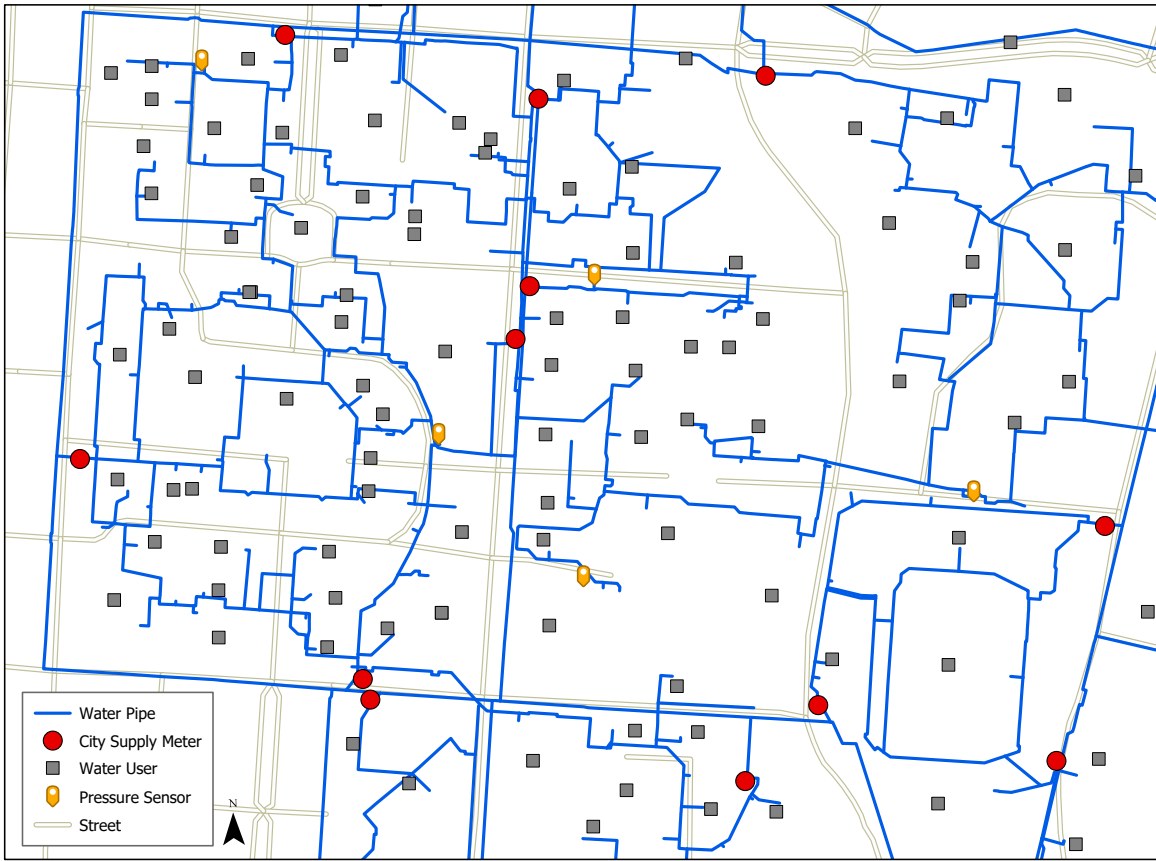 Water Pipe
City Supply Meter
Water User
Pressure Sensor
Street
N